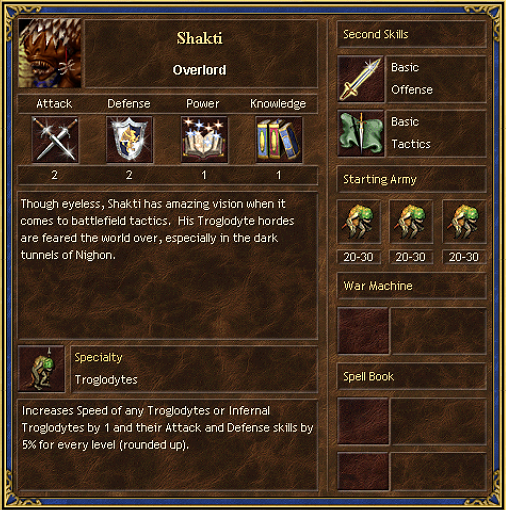 Shakti
Overlord
Attack Defense Power Knowledge
2 2 1 1
Though eyeless, Shakti has amazing vision when it
comes to battlefield tactics. His Troglodyte hordes
are feared the world over, especially in the dark
tunnels of Nighon.
Specialty
Troglodytes
Increases Speed of any Troglodytes or Infernal
Troglodytes by 1 and their Attack and Defense skills by
5% for every level (rounded up).
Second Skills
Basic
Offense
Basic
Tactics
Starting Army
20-30 20-30 20-30
War Machine
Spell Book